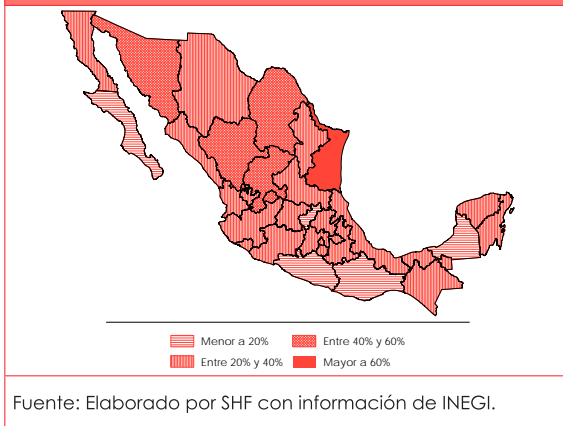 Menor a 20% Entre 40% y 60%
Entre 20% y 40% Mayor a 60%
Fuente: Elaborado por SHF con información de INEGI.